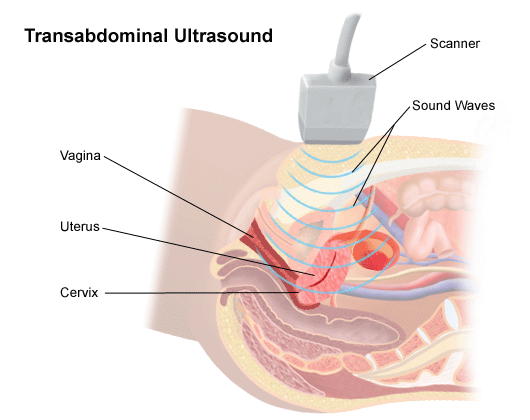 Transabdominal Ultrasound
Scanner
Sound Waves
Vagina
Uterus
Cervix